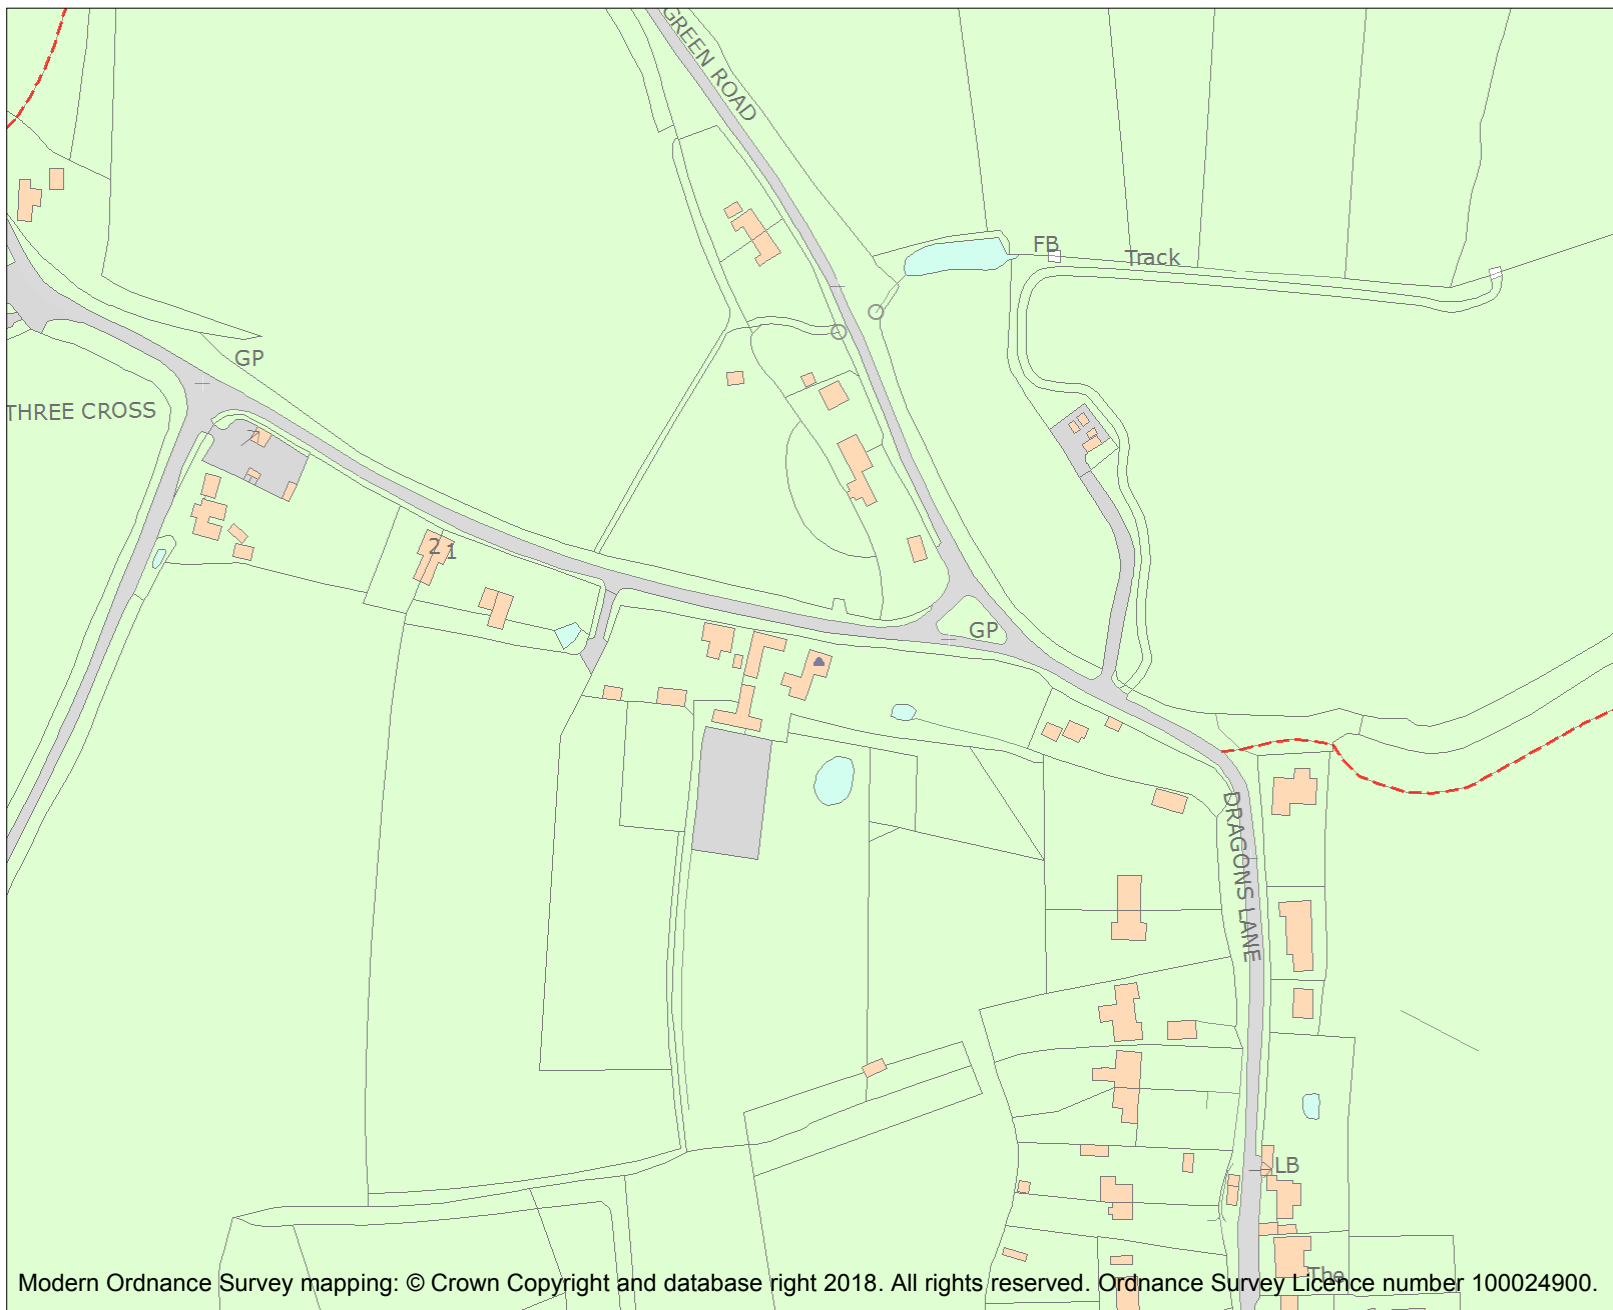 GREEN ROAD
FB
Track
GP
THREE CROSS
2
1
GP
DRAGONS LANE
LB
The
Modern Ordnance Survey mapping: © Crown Copyright and database right 2018. All rights reserved. Ordnance Survey Licence number 100024900.